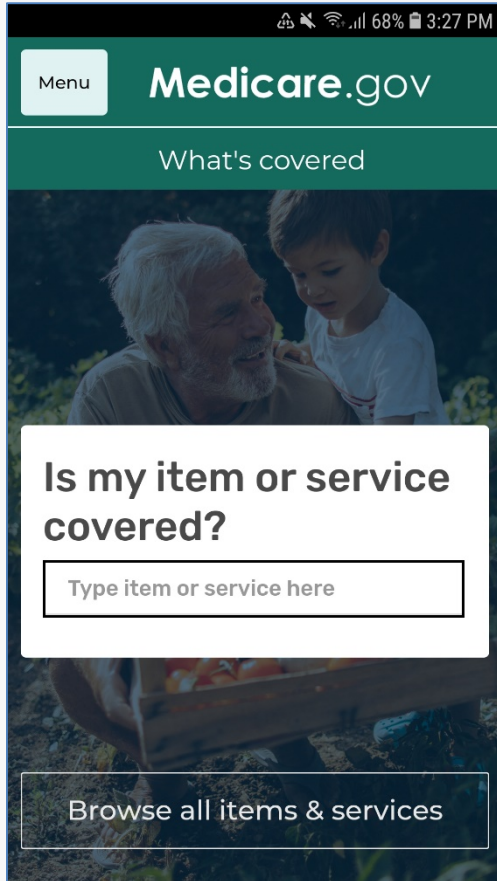 68% 3:27 PM
Menu
Medicare.gov
What's covered
Is my item or service
covered?
Type item or service here
Browse all items & services